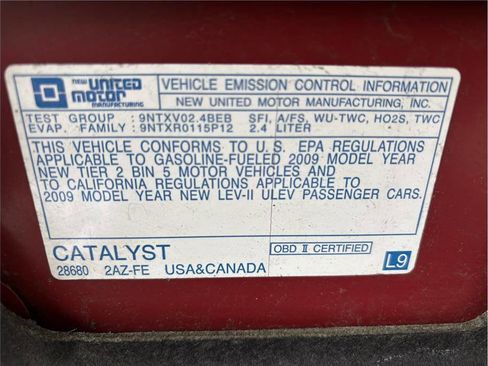 NEW UNITED MOTOR MANUFACTURING
VEHICLE EMISSION CONTROL INFORMATION
NEW UNITED MOTOR MANUFACTURING, INC.
TEST GROUP : 9NTXV02.4BEB SFI, A/FS, WU-TWC, HO2S, TWC
EVAP. FAMILY : 9NTXR0115P12 2.4 LITER
THIS VEHICLE CONFORMS TO U.S. EPA REGULATIONS
APPLICABLE TO GASOLINE-FUELED 2009 MODEL YEAR
NEW TIER 2 BIN 5 MOTOR VEHICLES AND
TO CALIFORNIA REGULATIONS APPLICABLE TO
2009 MODEL YEAR NEW LEV-II ULEV PASSENGER CARS.
CATALYST
OBD II CERTIFIED
28680 2AZ-FE USA&CANADA
L9